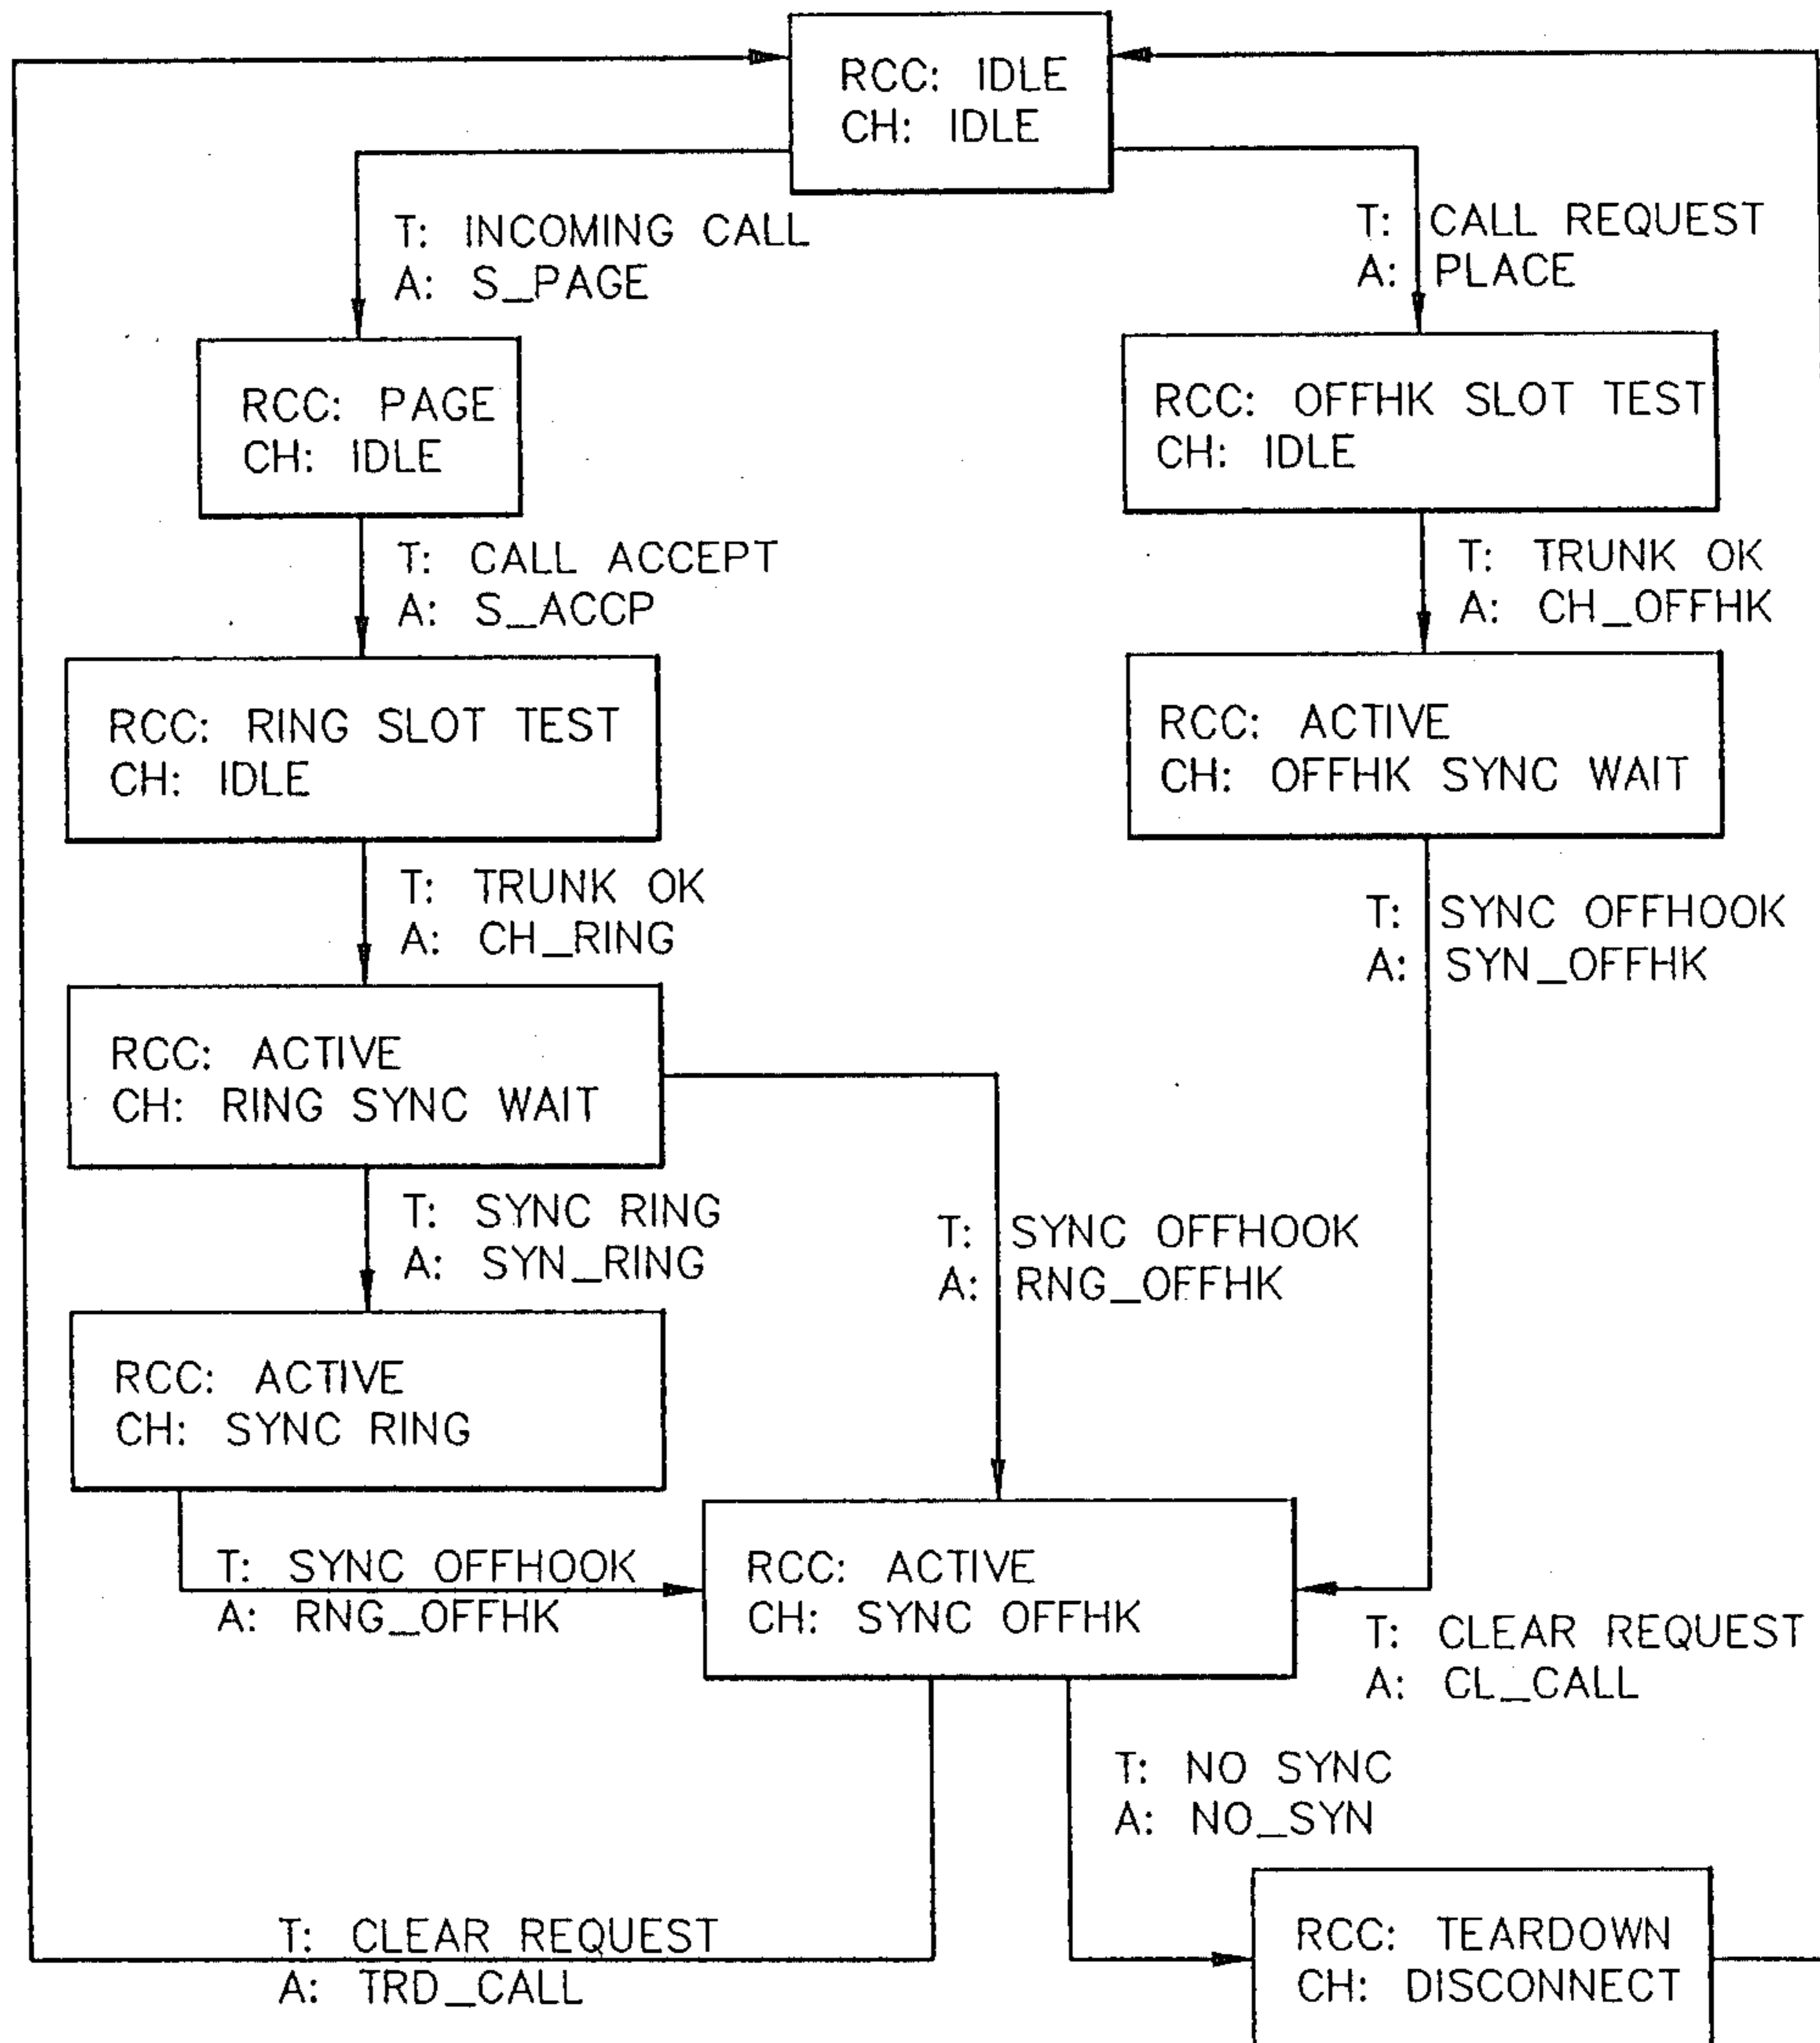 RCC: IDLE
CH: IDLE
T: INCOMING CALL
A: S_PAGE
T: CALL REQUEST
A: PLACE
RCC: PAGE
CH: IDLE
RCC: OFFHK SLOT TEST
CH: IDLE
T: CALL ACCEPT
A: S_ACCP
T: TRUNK OK
A: CH_OFFHK
RCC: RING SLOT TEST
CH: IDLE
RCC: ACTIVE
CH: OFFHK SYNC WAIT
T: TRUNK OK
A: CH_RING
T: SYNC OFFHOOK
A: SYN_OFFHK
RCC: ACTIVE
CH: RING SYNC WAIT
T: SYNC RING
A: SYN_RING
T: SYNC OFFHOOK
A: RNG_OFFHK
RCC: ACTIVE
CH: SYNC RING
T: SYNC OFFHOOK
A: RNG_OFFHK
RCC: ACTIVE
CH: SYNC OFFHK
T: CLEAR REQUEST
A: CL_CALL
T: NO SYNC
A: NO_SYN
T: CLEAR REQUEST
A: TRD_CALL
RCC: TEARDOWN
CH: DISCONNECT